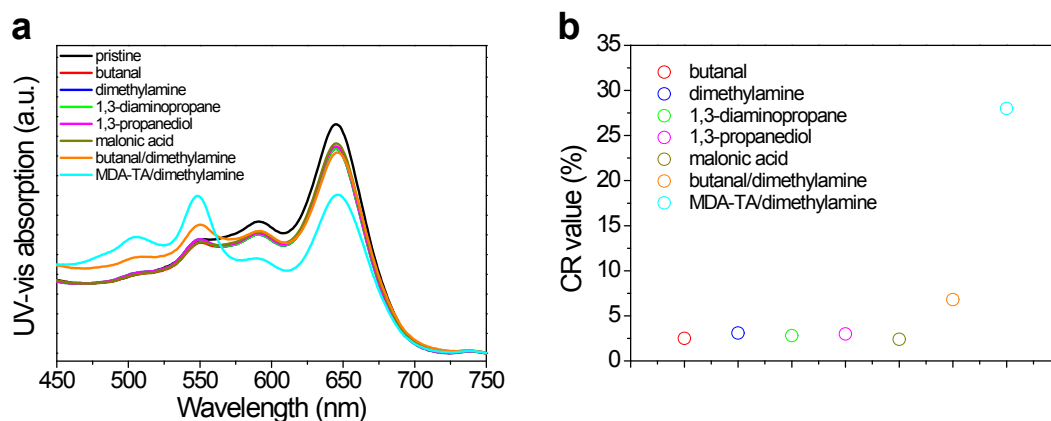 a
pristine
butanal
dimethylamine
1,3-diaminopropane
1,3-propanediol
malonic acid
butanal/dimethylamine
MDA-TA/dimethylamine
UV-vis absorption (a.u.)
450 500 550 600 650 700 750
Wavelength (nm)
b
35
30
25
20
15
10
5
0
CR value (%)
butanal
dimethylamine
1,3-diaminopropane
1,3-propanediol
malonic acid
butanal/dimethylamine
MDA-TA/dimethylamine